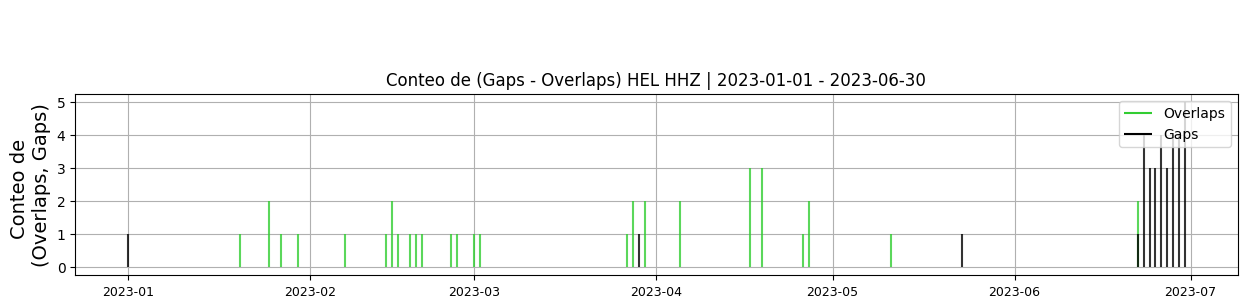 Conteo de (Gaps - Overlaps) HEL HHZ | 2023-01-01 - 2023-06-30
Conteo de
(Overlaps, Gaps)
5
4
3
2
1
0
Overlaps
Gaps
2023-01
2023-02
2023-03
2023-04
2023-05
2023-06
2023-07